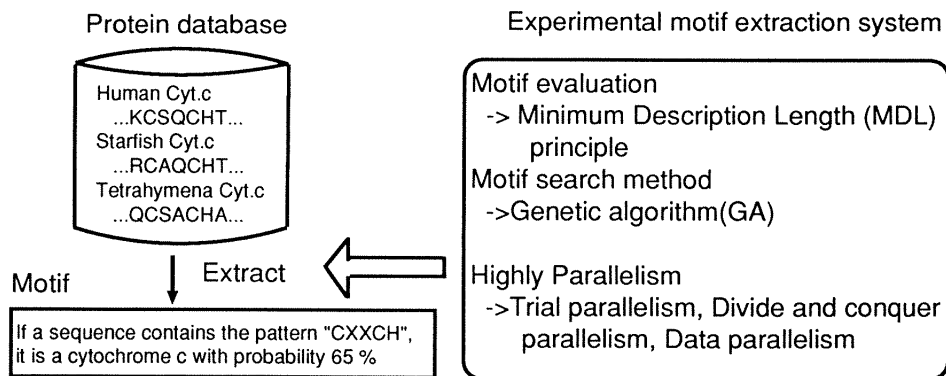 Protein database
Human Cyt.c
...KCSQCHT...
Starfish Cyt.c
...RCAQCHT...
Tetrahymena Cyt.c
...QCSACHA...
Extract
Motif
If a sequence contains the pattern "CXXCH",
it is a cytochrome c with probability 65 %
Experimental motif extraction system
Motif evaluation
-> Minimum Description Length (MDL)
principle
Motif search method
->Genetic algorithm(GA)
Highly Parallelism
->Trial parallelism, Divide and conquer
parallelism, Data parallelism